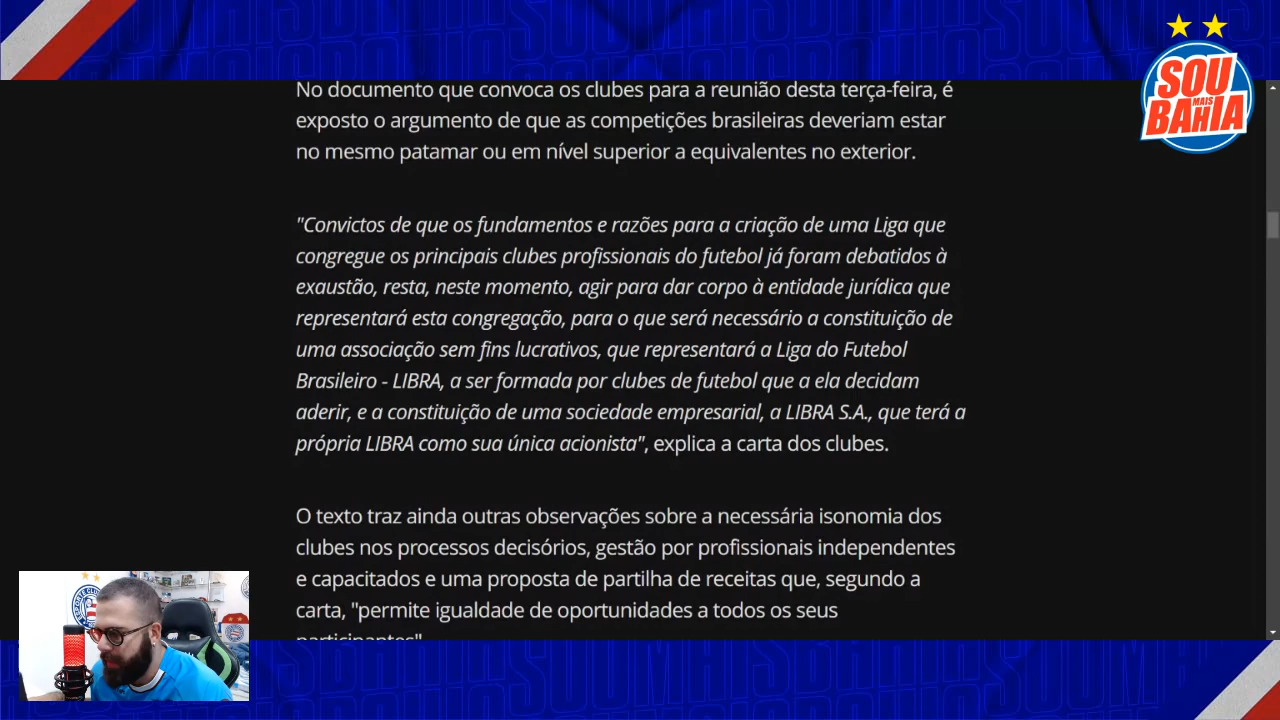 SOU
MAIS
BAHIA
No documento que convoca os clubes para a reunião desta terça-feira, é
exposto o argumento de que as competições brasileiras deveriam estar
no mesmo patamar ou em nível superior a equivalentes no exterior.
"Convictos de que os fundamentos e razões para a criação de uma Liga que
congregue os principais clubes profissionais do futebol já foram debatidos à
exaustão, resta, neste momento, agir para dar corpo à entidade jurídica que
representará esta congregação, para o que será necessário a constituição de
uma associação sem fins lucrativos, que representará a Liga do Futebol
Brasileiro - LIBRA, a ser formada por clubes de futebol que a ela decidam
aderir, e a constituição de uma sociedade empresarial, a LIBRA S.A., que terá a
própria LIBRA como sua única acionista", explica a carta dos clubes.
O texto traz ainda outras observações sobre a necessária isonomia dos
clubes nos processos decisórios, gestão por profissionais independentes
e capacitados e uma proposta de partilha de receitas que, segundo a
carta, "permite igualdade de oportunidades a todos os seus
participantes"